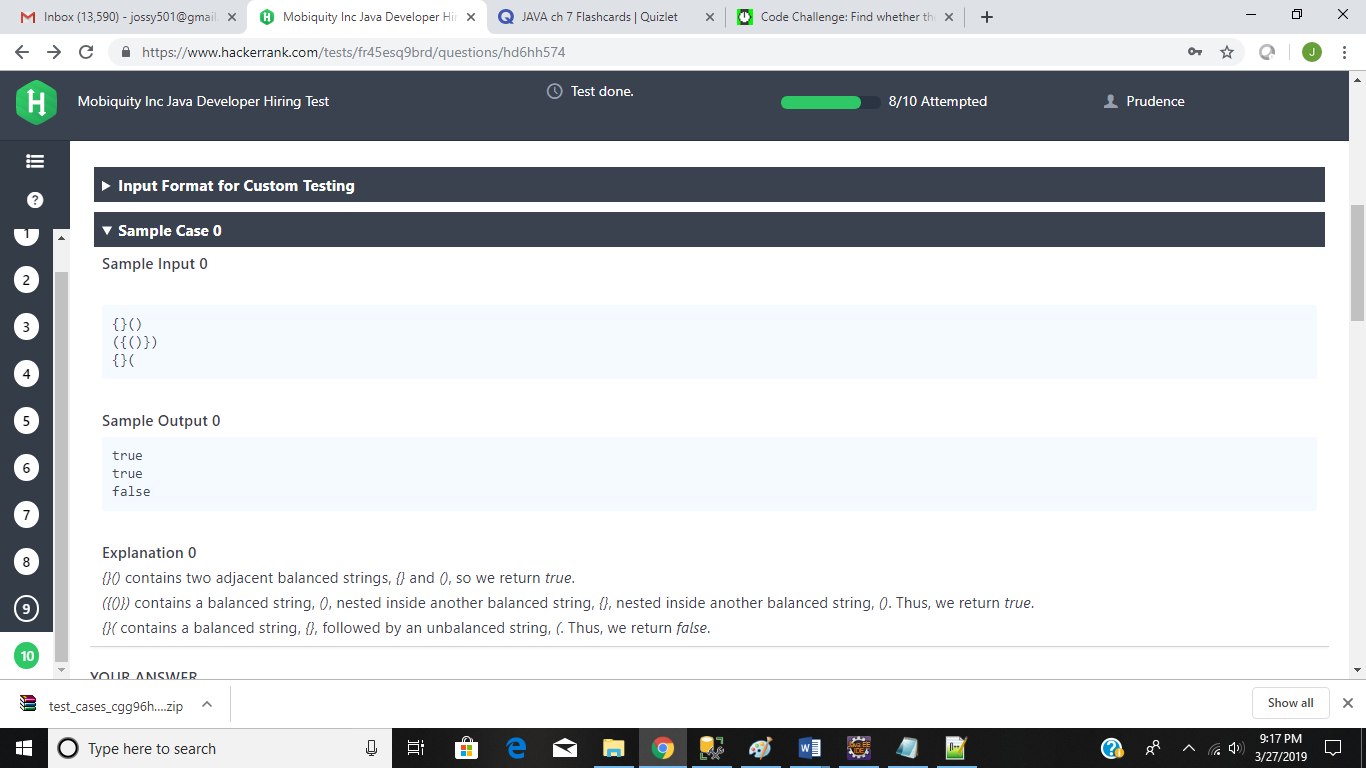 Inbox (13,590) - jossy501@gmail
Mobiquity Inc Java Developer Hir
JAVA ch 7 Flashcards | Quizlet
Code Challenge: Find whether th
https://www.hackerrank.com/tests/fr45esq9brd/questions/hd6hh574
J
Mobiquity Inc Java Developer Hiring Test
Test done.
8/10 Attempted
Prudence
Input Format for Custom Testing
Sample Case 0
Sample Input 0
{}()
({()})
{}(
Sample Output 0
true
true
false
Explanation 0
{}() contains two adjacent balanced strings, {} and (), so we return true.
({()}) contains a balanced string, (), nested inside another balanced string, {}, nested inside another balanced string, (). Thus, we return true.
{}( contains a balanced string, {}, followed by an unbalanced string, (. Thus, we return false.
YOUR ANSWER
?
1
2
3
4
5
6
7
8
9
10
test_cases_cgg96h....zip
Show all
Type here to search
9:17 PM
3/27/2019